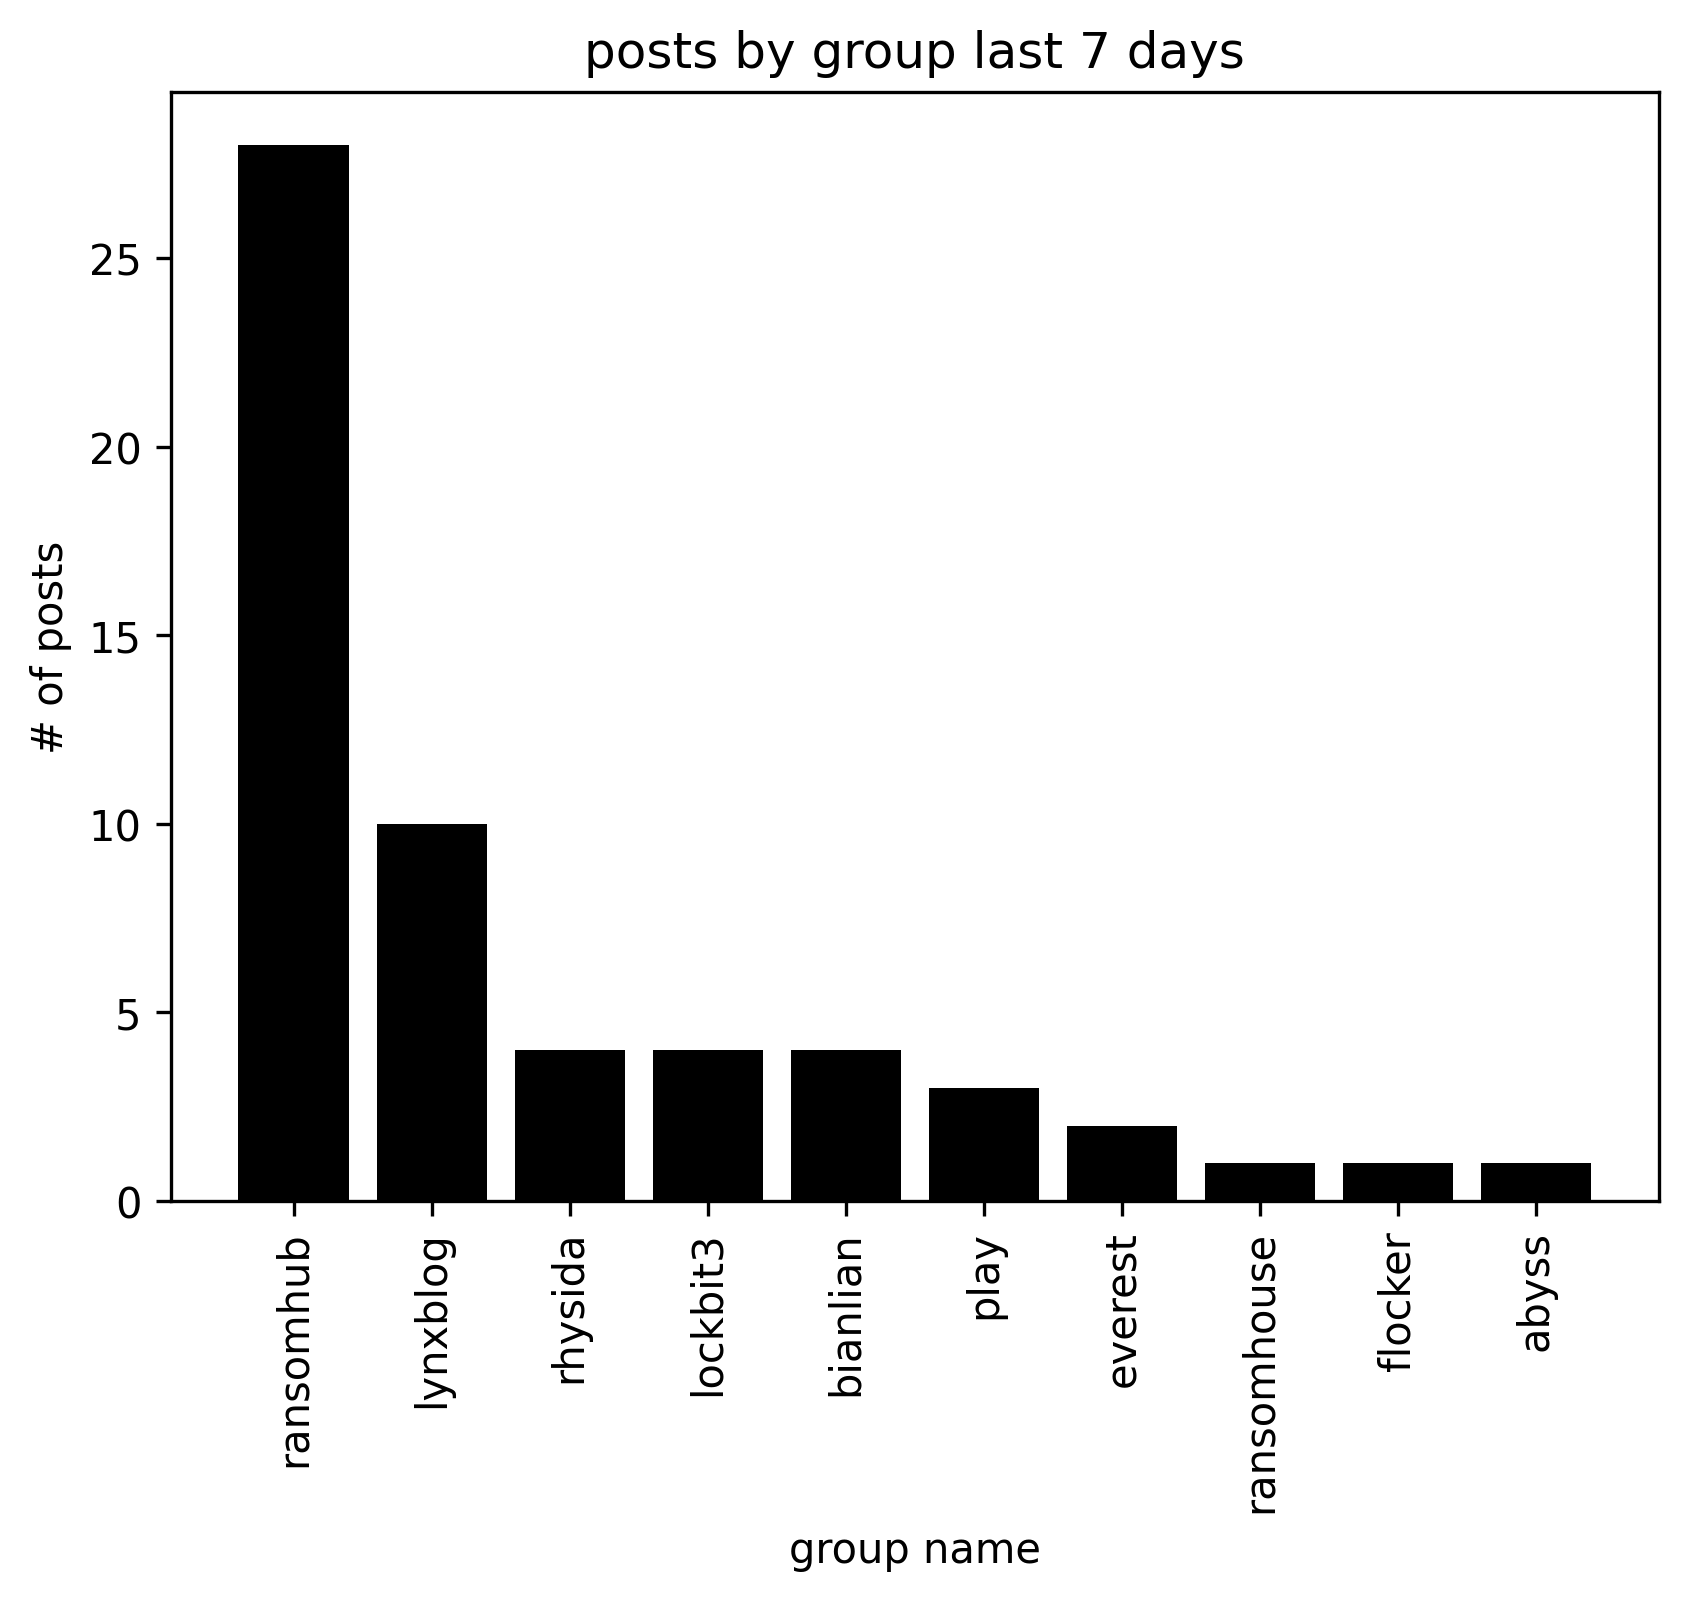 posts by group last 7 days
# of posts
25
20
15
10
5
0
ransomhub
lynxblog
rhysida
lockbit3
bianlian
play
everest
ransomhouse
flocker
abyss
group name